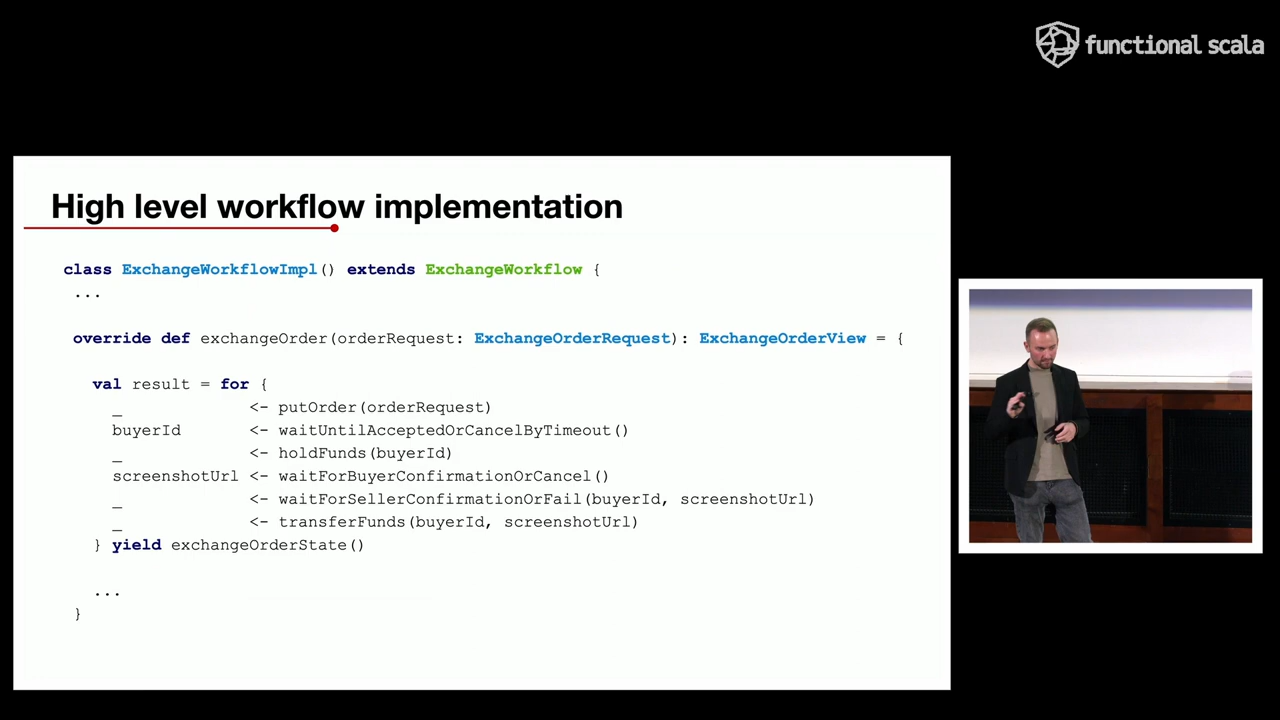 functional scala
High level workflow implementation
class ExchangeWorkflowImpl() extends ExchangeWorkflow {
...
override def exchangeOrder(orderRequest: ExchangeOrderRequest): ExchangeOrderView = {
val result = for {
_ <- putOrder(orderRequest)
buyerId <- waitUntilAcceptedOrCancelByTimeout()
_ <- holdFunds(buyerId)
screenshotUrl <- waitForBuyerConfirmationOrCancel()
_ <- waitForSellerConfirmationOrFail(buyerId, screenshotUrl)
_ <- transferFunds(buyerId, screenshotUrl)
} yield exchangeOrderState()
...
}